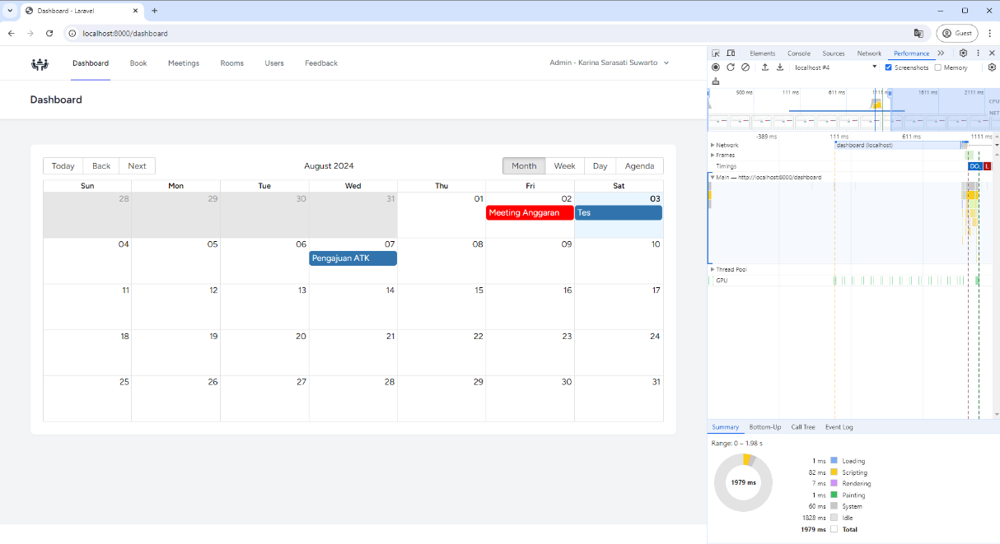 Dashboard - Laravel
localhost:8000/dashboard
Guest
Dashboard Book Meetings Rooms Users Feedback Admin - Karina Sarasati Suwarto
Dashboard
Today Back Next August 2024 Month Week Day Agenda
Sun Mon Tue Wed Thu Fri Sat
28 29 30 31 01 02 03
Meeting Anggaran Tes
04 05 06 07 08 09 10
Pengajuan ATK
11 12 13 14 15 16 17
18 19 20 21 22 23 24
25 26 27 28 29 30 31
Elements Console Sources Network Performance
localhost #4 Screenshots Memory
500 ms 111 ms 611 ms 1111 1611 ms 2111 ms
CPU
NET
-389 ms 111 ms 611 ms 1111 ms
Network dashboard (localhost)
Frames
Timings DO. L
Main — http://localhost:8000/dashboard
Thread Pool
GPU
Summary Bottom-Up Call Tree Event Log
Range: 0 – 1.98 s
1979 ms
1 ms Loading
82 ms Scripting
7 ms Rendering
1 ms Painting
60 ms System
1828 ms Idle
1979 ms Total